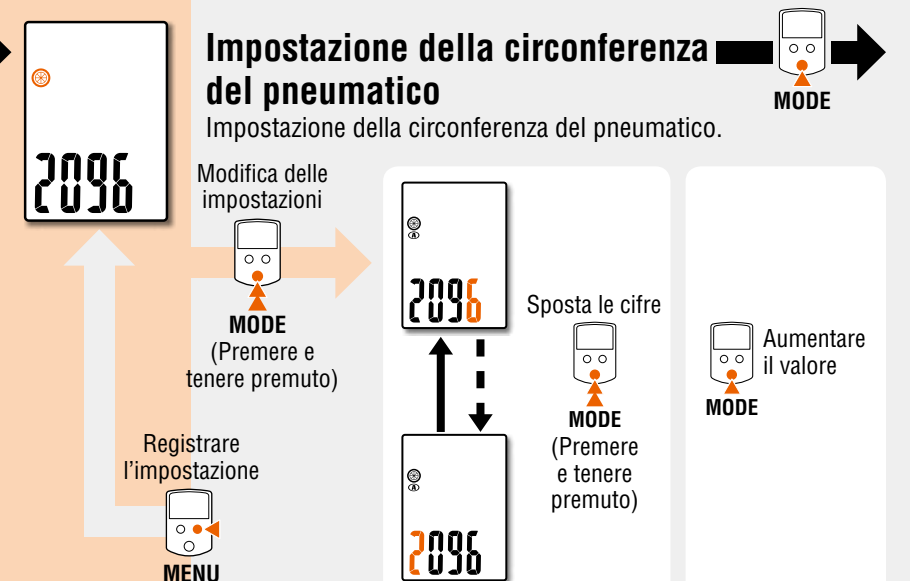 Impostazione della circonferenza
del pneumatico
Impostazione della circonferenza del pneumatico.
MODE
2096
Modifica delle
impostazioni
MODE
(Premere e
tenere premuto)
Registrare
l'impostazione
MENU
2096
2096
Sposta le cifre
MODE
(Premere
e tenere
premuto)
Aumentare
il valore
MODE